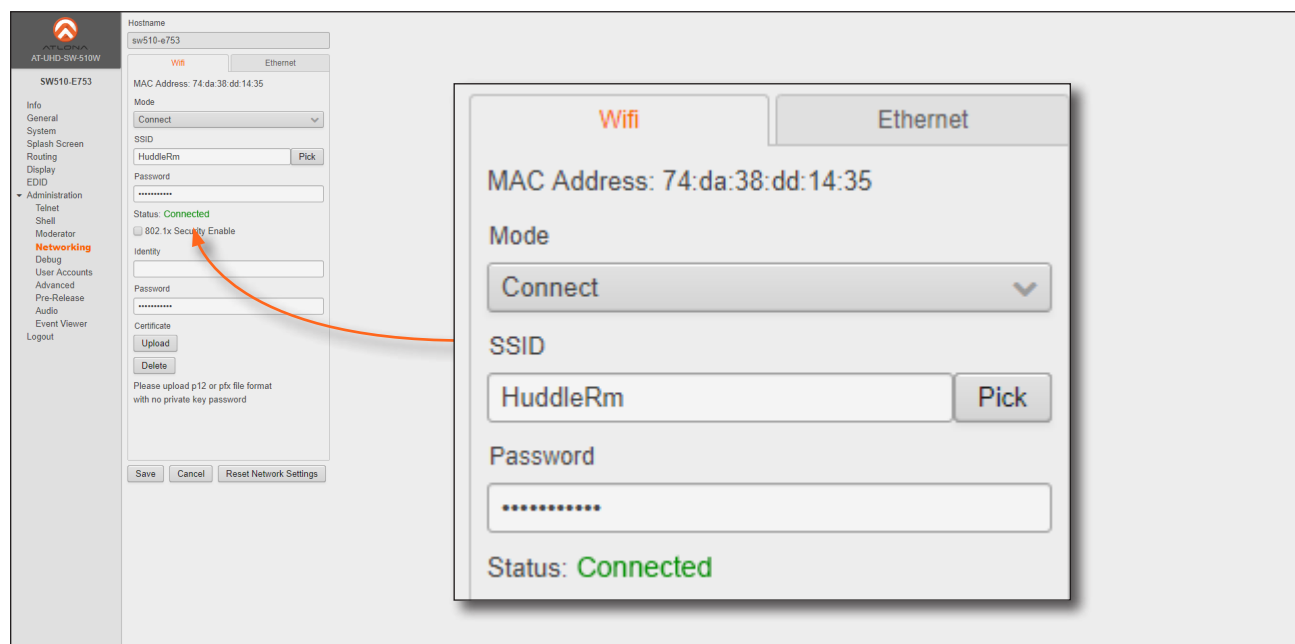 ATLONA
AT-UHD-SW-510W
SW510-E753
Info
General
System
Splash Screen
Routing
Display
EDID
Administration
Telnet
Shell
Moderator
Networking
Debug
User Accounts
Advanced
Pre-Release
Audio
Event Viewer
Logout
Hostname
sw510-e753
Wifi Ethernet
MAC Address: 74:da:38:dd:14:35
Mode
Connect
SSID
HuddleRm Pick
Password
•••••••••••
Status: Connected
802.1x Security Enable
Identity
Password
•••••••••••
Certificate
Upload
Delete
Please upload p12 or pfx file format
with no private key password
Save Cancel Reset Network Settings
Wifi Ethernet
MAC Address: 74:da:38:dd:14:35
Mode
Connect
SSID
HuddleRm Pick
Password
•••••••••••
Status: Connected